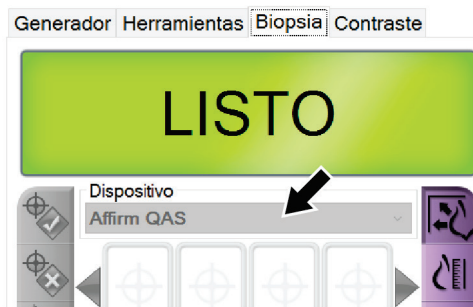 Generador Herramientas Biopsia Contraste
LISTO
Dispositivo
Affirm QAS